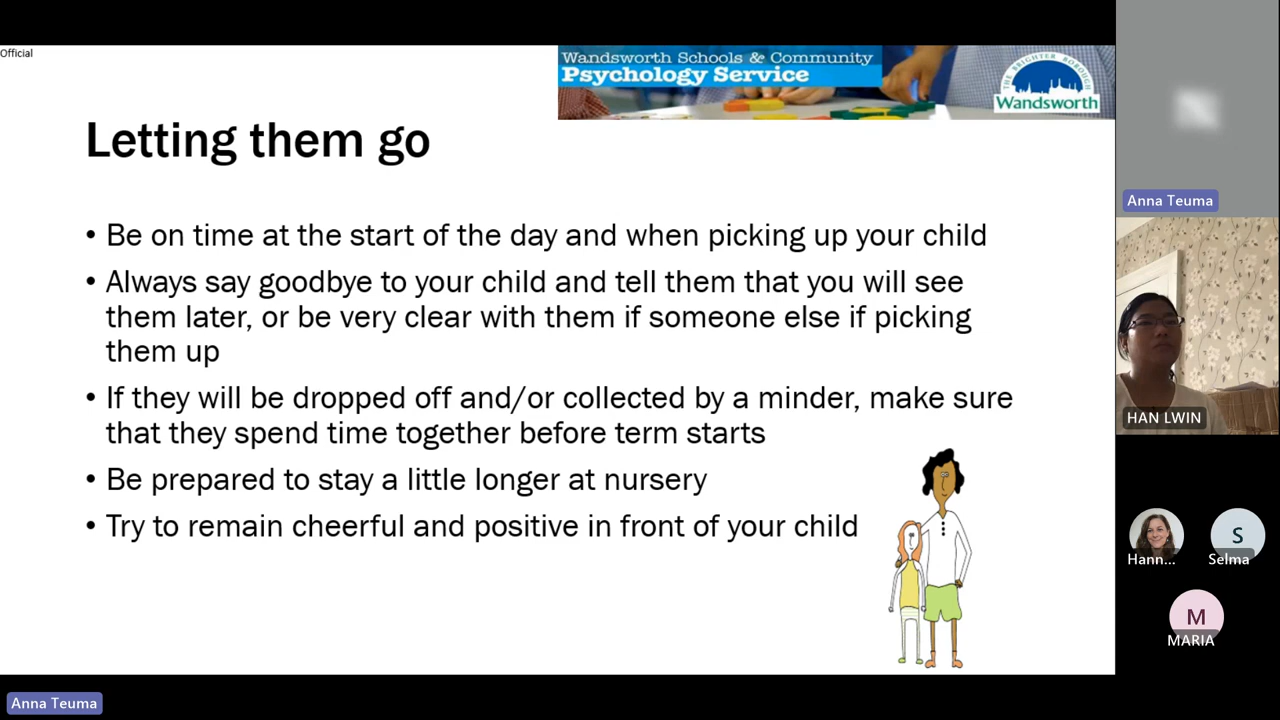 Official
Wandsworth Schools & Community
Psychology Service
THE BRIGHTER BOROUGH
Wandsworth
Letting them go
• Be on time at the start of the day and when picking up your child
• Always say goodbye to your child and tell them that you will see
them later, or be very clear with them if someone else if picking
them up
• If they will be dropped off and/or collected by a minder, make sure
that they spend time together before term starts
• Be prepared to stay a little longer at nursery
• Try to remain cheerful and positive in front of your child
Anna Teuma
HAN LWIN
Hann...
S
Selma
M
MARIA
Anna Teuma